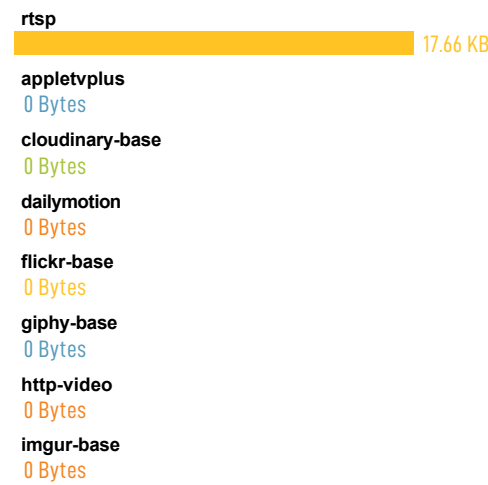 rtsp
17.66 KB
appletvplus
0 Bytes
cloudinary-base
0 Bytes
dailymotion
0 Bytes
flickr-base
0 Bytes
giphy-base
0 Bytes
http-video
0 Bytes
imgur-base
0 Bytes